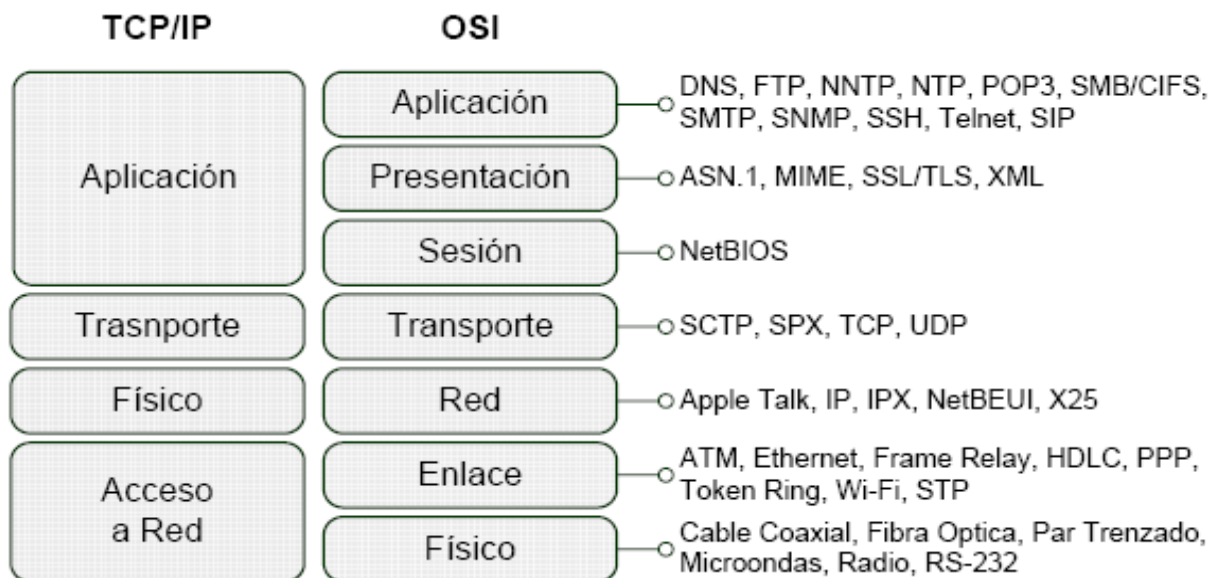 TCP/IP OSI
Aplicación
Aplicación
DNS, FTP, NNTP, NTP, POP3, SMB/CIFS,
SMTP, SNMP, SSH, Telnet, SIP
Presentación
ASN.1, MIME, SSL/TLS, XML
Sesión
NetBIOS
Trasnporte
Transporte
SCTP, SPX, TCP, UDP
Físico
Red
Apple Talk, IP, IPX, NetBEUI, X25
Acceso
a Red
Enlace
ATM, Ethernet, Frame Relay, HDLC, PPP,
Token Ring, Wi-Fi, STP
Físico
Cable Coaxial, Fibra Optica, Par Trenzado,
Microondas, Radio, RS-232